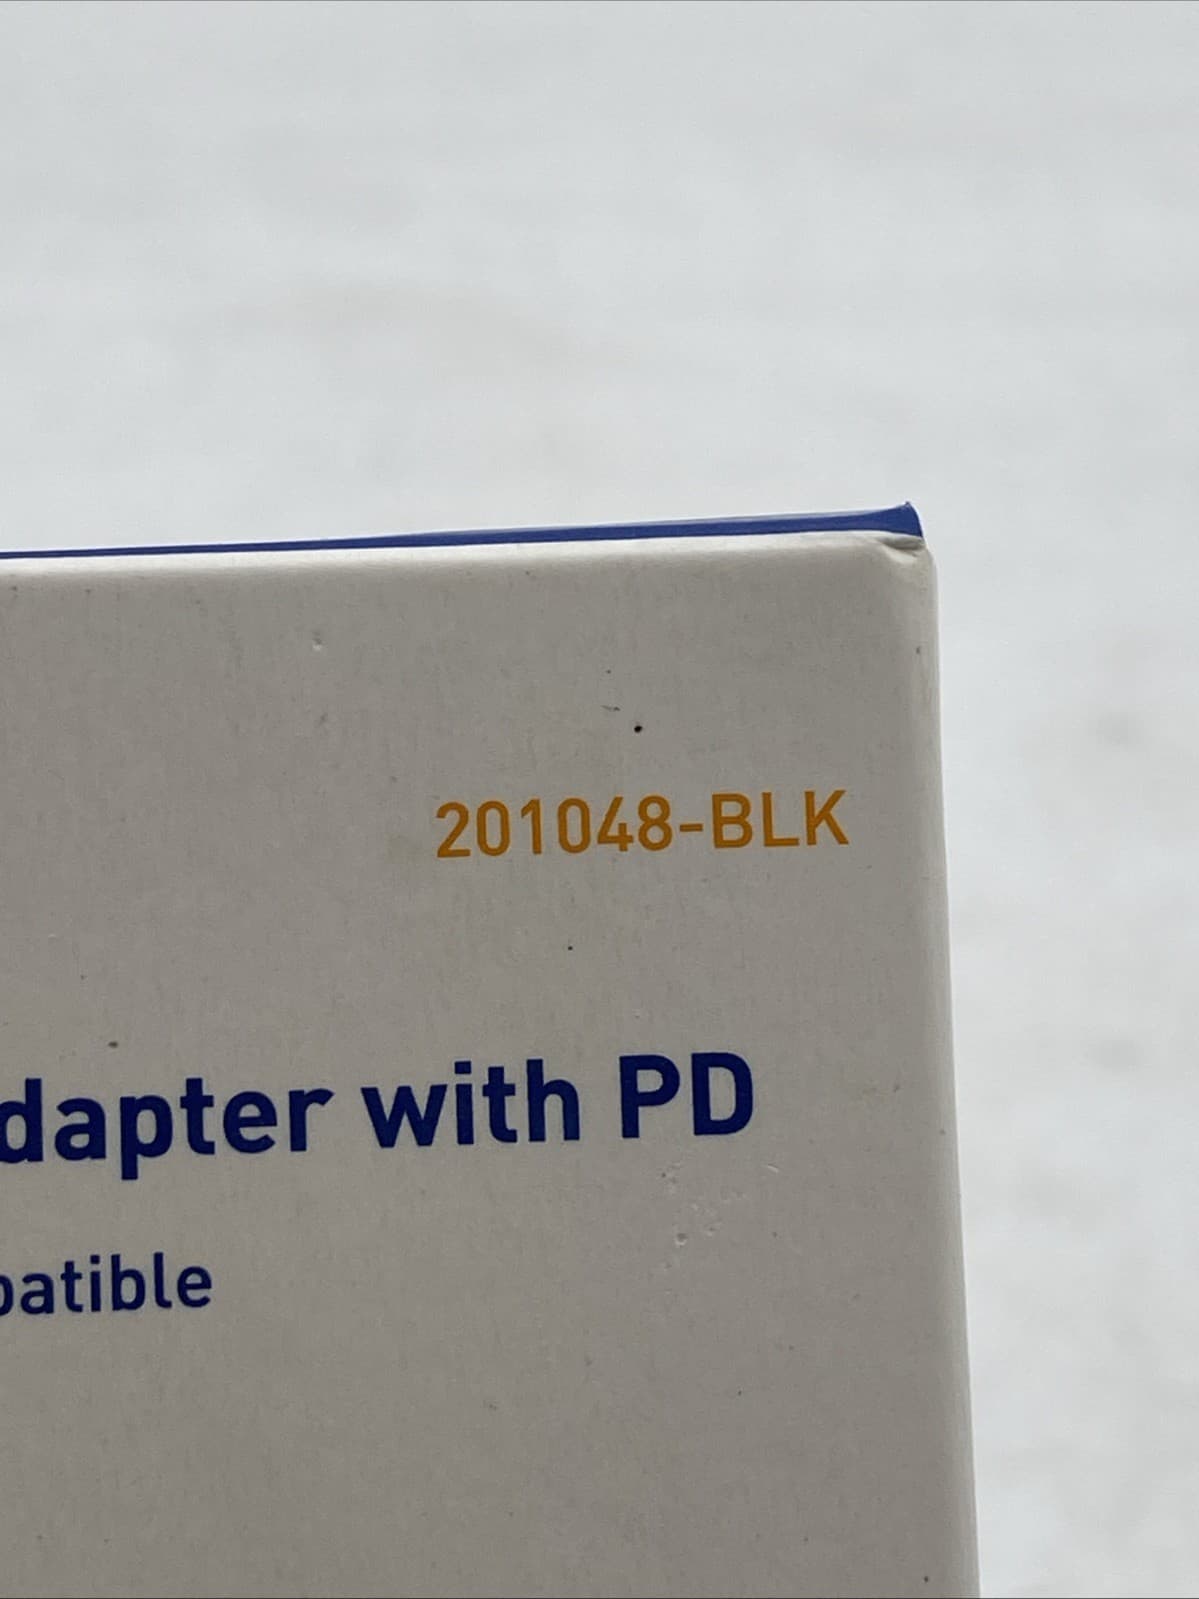 201048-BLK
dapter with PD
patible